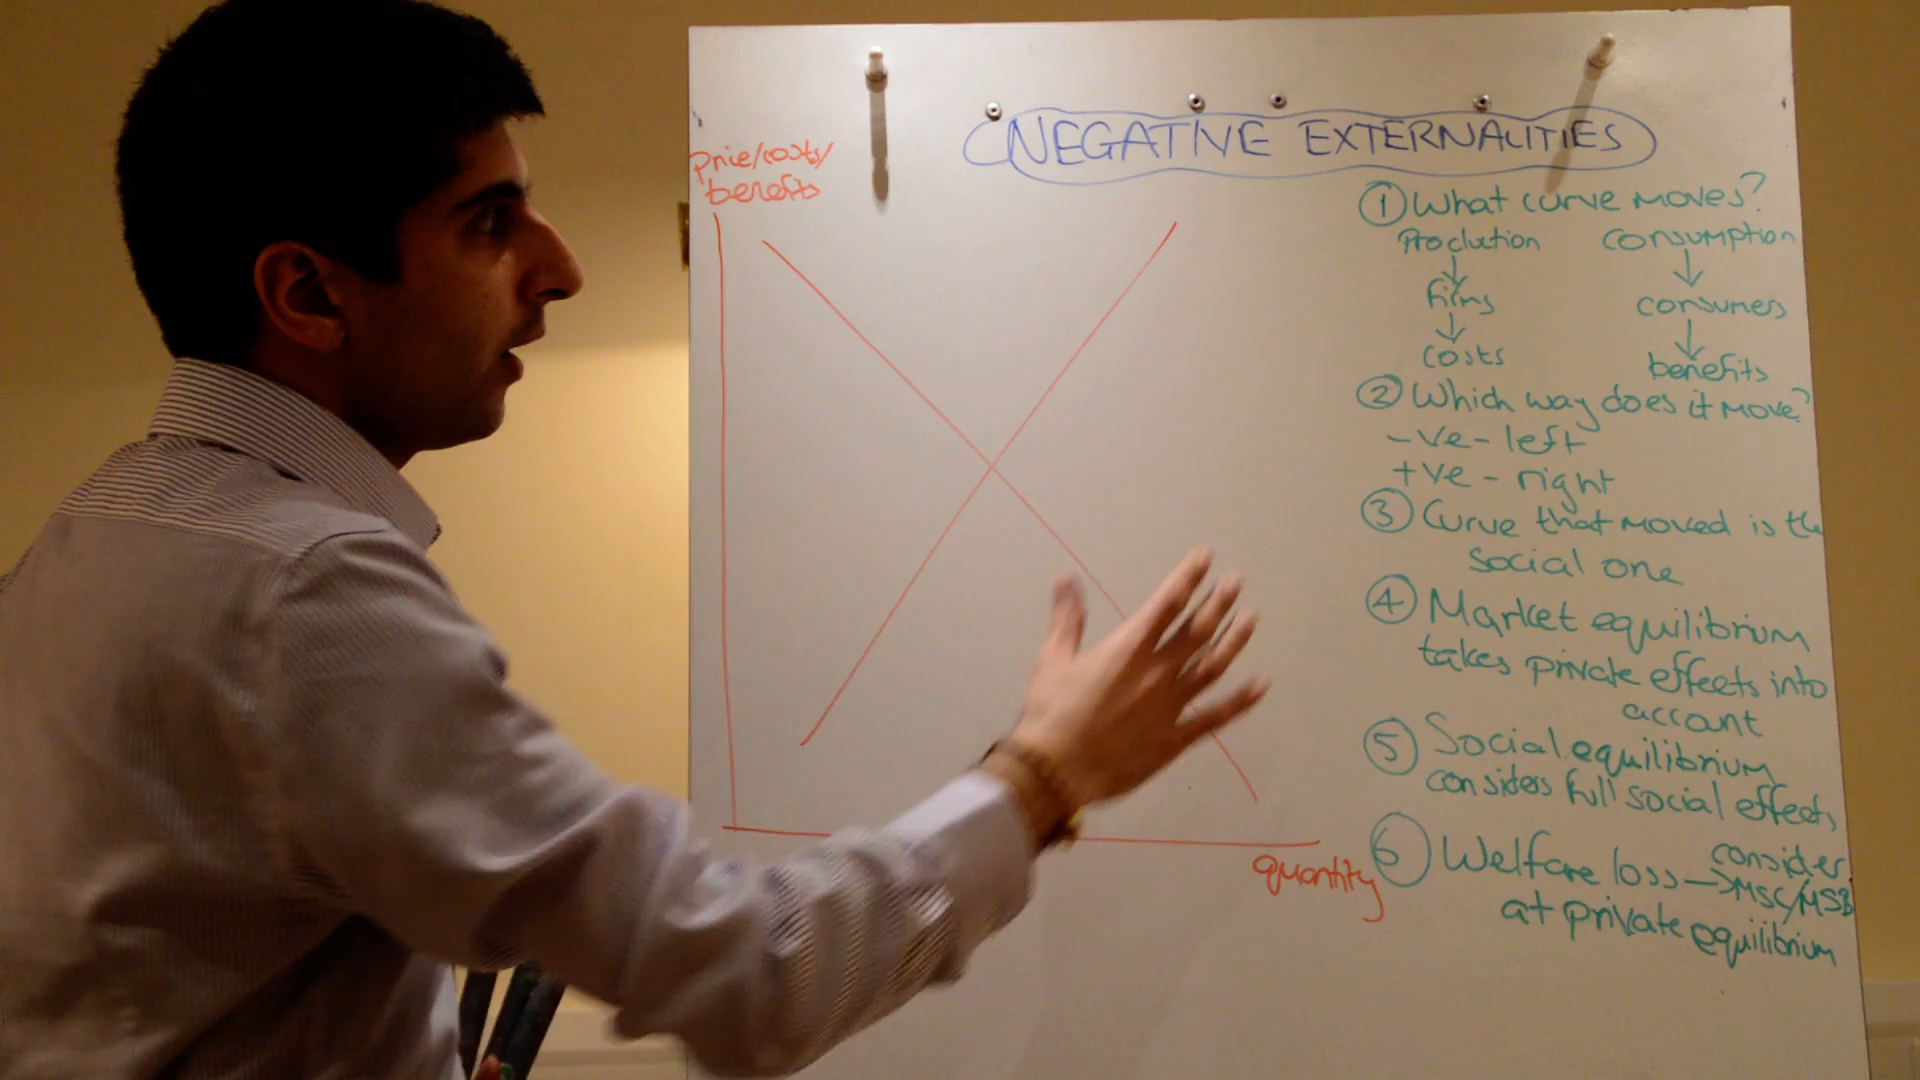 NEGATIVE EXTERNALITIES
price/costs/
benefits
quantity
① What curve moves?
Production consumption
↓ ↓
firms consumers
↓ ↓
costs benefits
② Which way does it move?
-ve - left
+ve - right
③ Curve that moved is the
social one
④ Market equilibrium
takes private effects into
account
⑤ Social equilibrium
considers full social effects
⑥ Welfare loss → consider
MSC/MSB
at private equilibrium